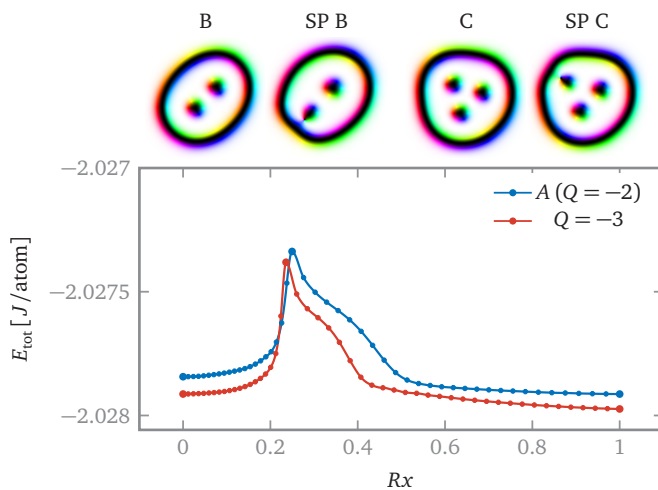 B SP B C SP C
−2.027
A (Q = −2)
Q = −3
−2.0275
E_tot [J/atom]
−2.028
0 0.2 0.4 0.6 0.8 1
Rx